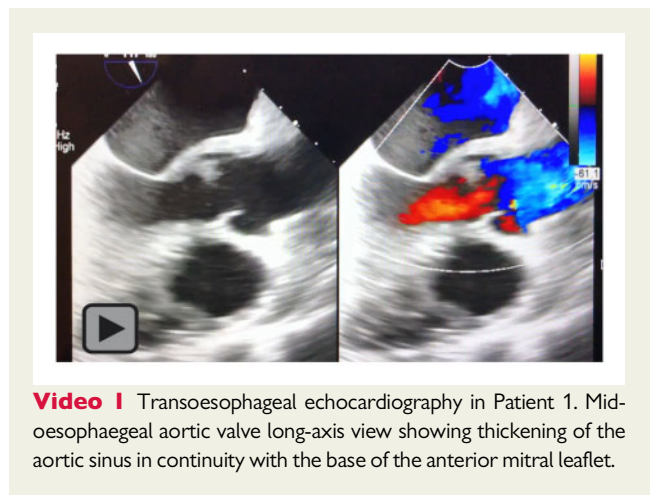 Hz
High
-61.1
cm/s
Video 1 Transoesophageal echocardiography in Patient 1. Mid-
oesophaegeal aortic valve long-axis view showing thickening of the
aortic sinus in continuity with the base of the anterior mitral leaflet.